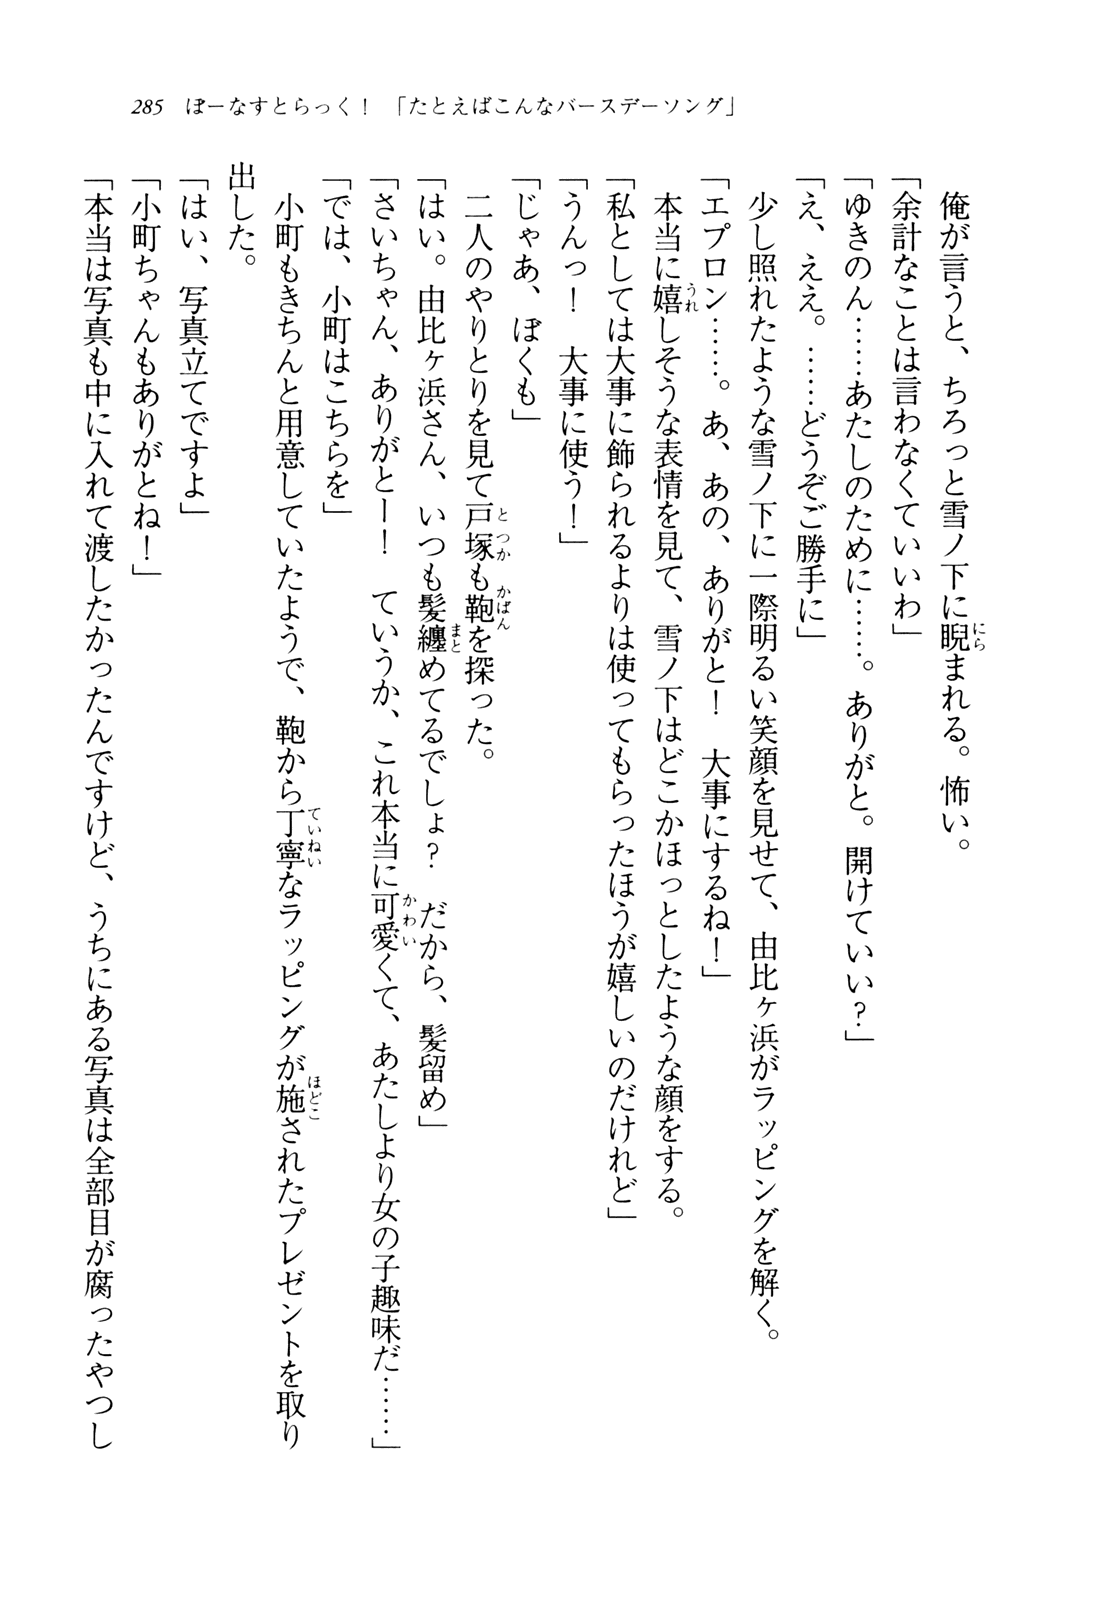 285　ぼーなすとらっく！　「たとえばこんなバースデーソング」
俺が言うと、ちろっと雪ノ下に睨まれる。怖い。
「余計なことは言わなくていいわ」
「ゆきのん……あたしのために……。ありがと。開けていい?」
「え、ええ。……どうぞご勝手に」
少し照れたような雪ノ下に一際明るい笑顔を見せて、由比ヶ浜がラッピングを解く。
「エプロン……。あ、あの、ありがと！　大事にするね！」
本当に嬉しそうな表情を見て、雪ノ下はどこかほっとしたような顔をする。
「私としては大事に飾られるよりは使ってもらったほうが嬉しいのだけれど」
「うんっ！　大事に使う！」
「じゃあ、ぼくも」
二人のやりとりを見て戸塚も鞄を探った。
「はい。由比ヶ浜さん、いつも髪纏めてるでしょ?　だから、髪留め」
「さいちゃん、ありがとー！　ていうか、これ本当に可愛くて、あたしより女の子趣味だ……」
「では、小町はこちらを」
小町もきちんと用意していたようで、鞄から丁寧なラッピングが施されたプレゼントを取り
出した。
「はい、写真立てですよ」
「小町ちゃんもありがとね！」
「本当は写真も中に入れて渡したかったんですけど、うちにある写真は全部目が腐ったやつし